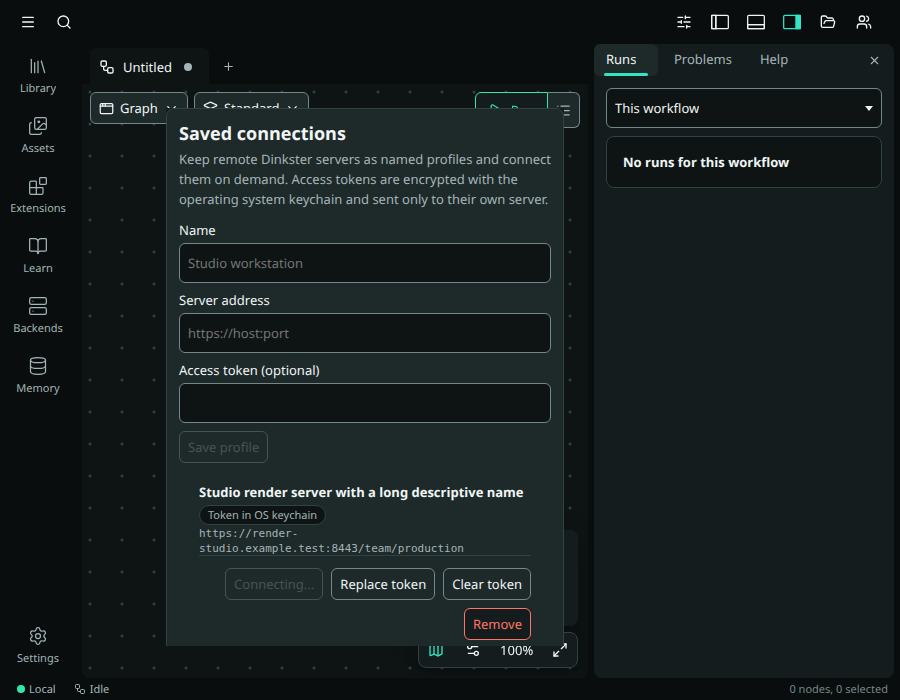 Untitled
Runs
Problems
Help
Library
Assets
Extensions
Learn
Backends
Memory
Settings
Graph
Standard
This workflow
No runs for this workflow
Saved connections
Keep remote Dinkster servers as named profiles and connect
them on demand. Access tokens are encrypted with the
operating system keychain and sent only to their own server.
Name
Studio workstation
Server address
https://host:port
Access token (optional)
Save profile
Studio render server with a long descriptive name
Token in OS keychain
https://render-
studio.example.test:8443/team/production
Connecting...
Replace token
Clear token
Remove
100%
Local
Idle
0 nodes, 0 selected